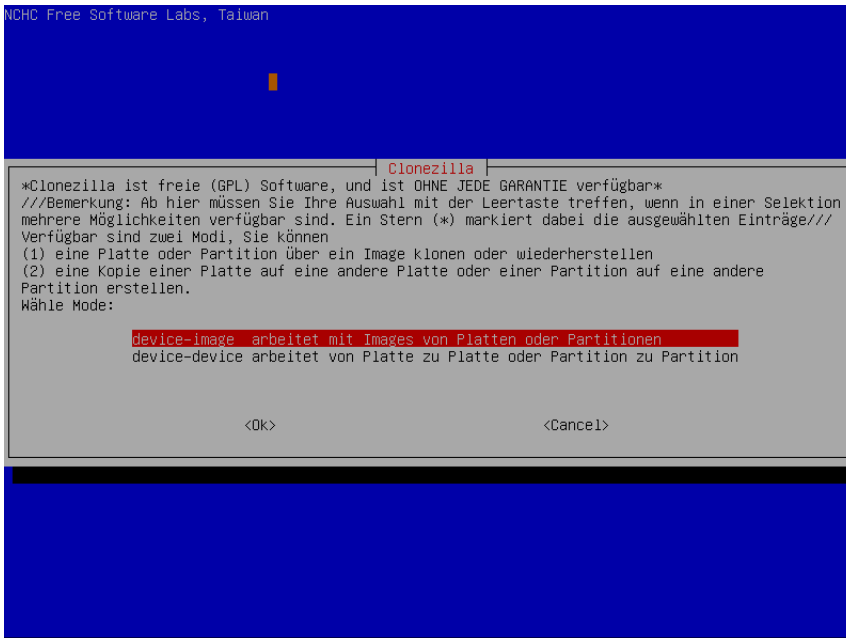 NCHC Free Software Labs, Taiwan
Clonezilla
*Clonezilla ist freie (GPL) Software, und ist OHNE JEDE GARANTIE verfügbar*
///Bemerkung: Ab hier müssen Sie Ihre Auswahl mit der Leertaste treffen, wenn in einer Selektion
mehrere Möglichkeiten verfügbar sind. Ein Stern (*) markiert dabei die ausgewählten Einträge///
Verfügbar sind zwei Modi, Sie können
(1) eine Platte oder Partition über ein Image klonen oder wiederherstellen
(2) eine Kopie einer Platte auf eine andere Platte oder einer Partition auf eine andere
Partition erstellen.
Wähle Mode:
device-image arbeitet mit Images von Platten oder Partitionen
device-device arbeitet von Platte zu Platte oder Partition zu Partition
<Ok> <Cancel>